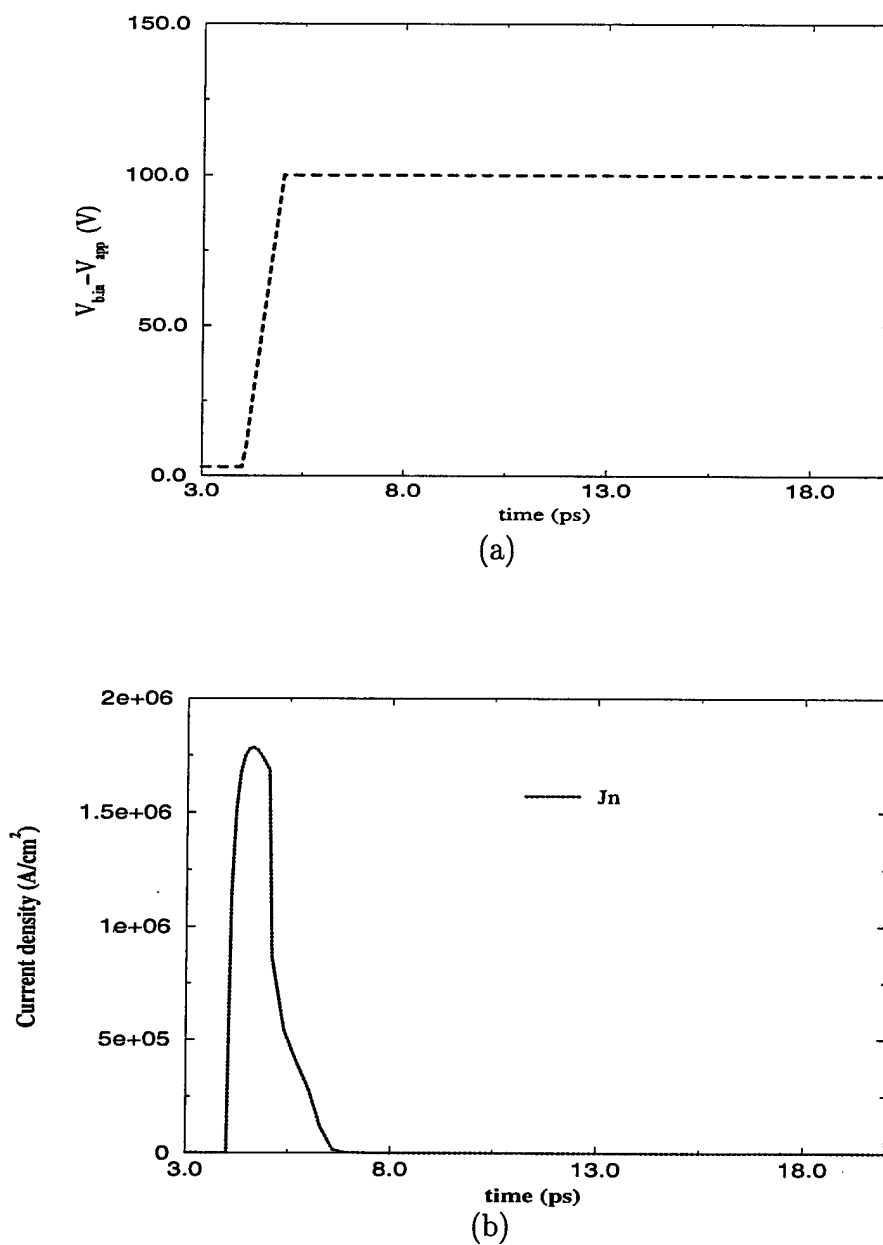 150.0
100.0
50.0
0.0
V_bia-V_app (V)
3.0 8.0 13.0 18.0
time (ps)
(a)
2e+06
1.5e+06
1e+06
5e+05
0
Current density (A/cm²)
Jn
3.0 8.0 13.0 18.0
time (ps)
(b)